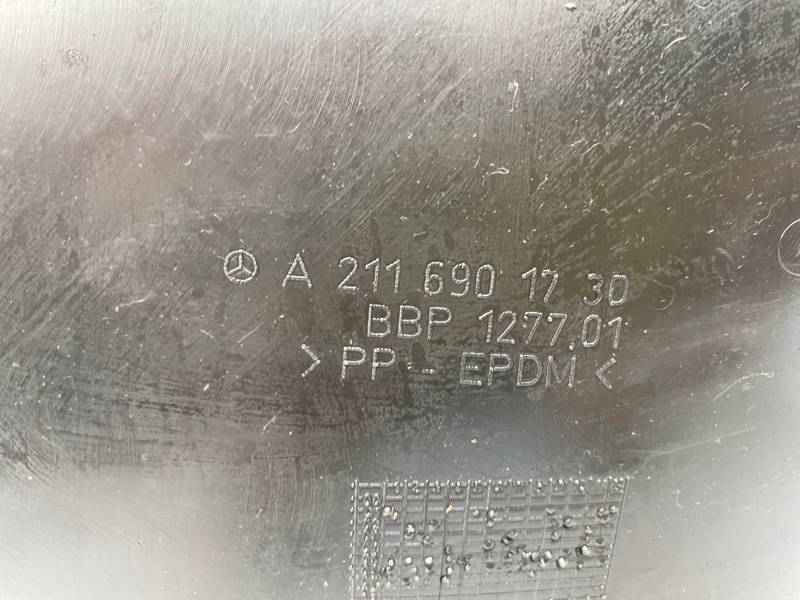 A 211 690 17 30
BBP 1277.01
> PP - EPDM <